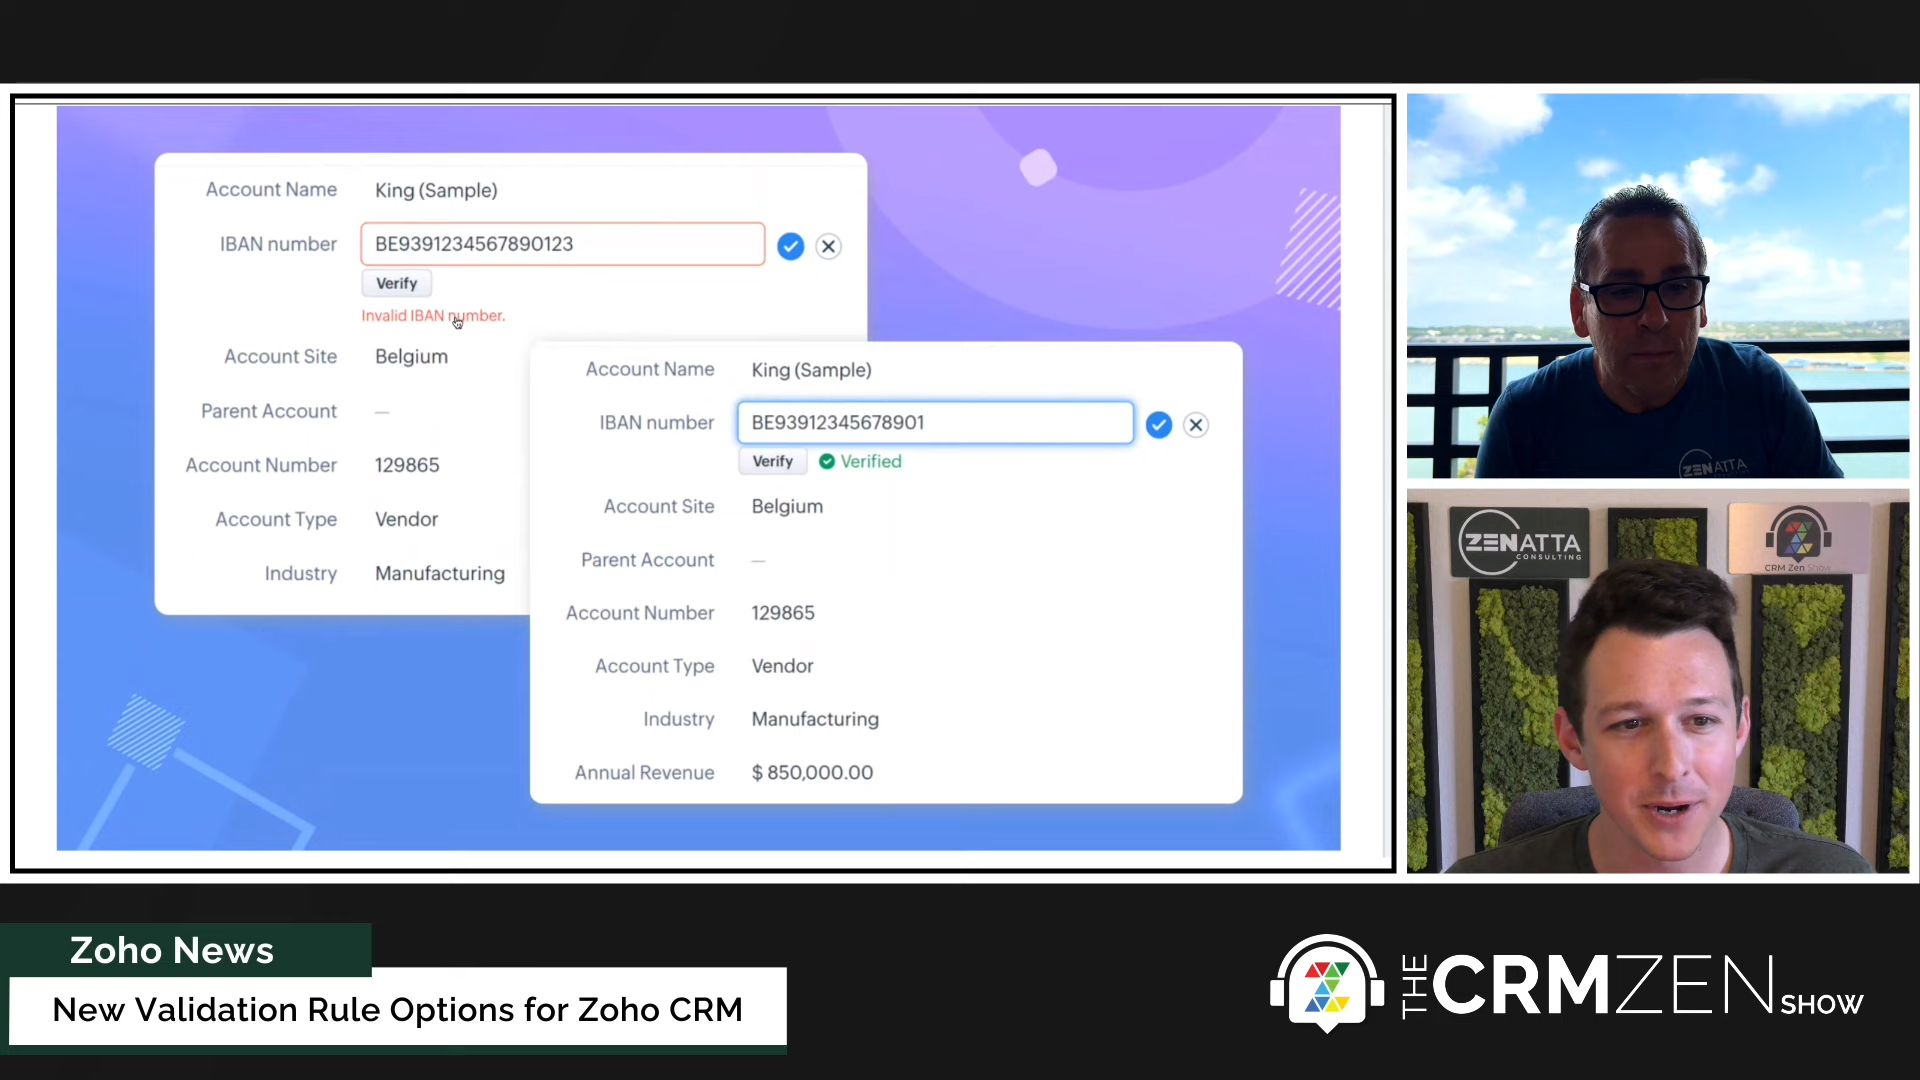 Account Name King (Sample)
IBAN number BE9391234567890123
Verify
Invalid IBAN number.
Account Site Belgium
Parent Account —
Account Number 129865
Account Type Vendor
Industry Manufacturing
Account Name King (Sample)
IBAN number BE93912345678901
Verify Verified
Account Site Belgium
Parent Account —
Account Number 129865
Account Type Vendor
Industry Manufacturing
Annual Revenue $ 850,000.00
ZENATTA
ZENATTA
CONSULTING
CRM Zen Show
Zoho News
New Validation Rule Options for Zoho CRM
THE CRMZEN SHOW